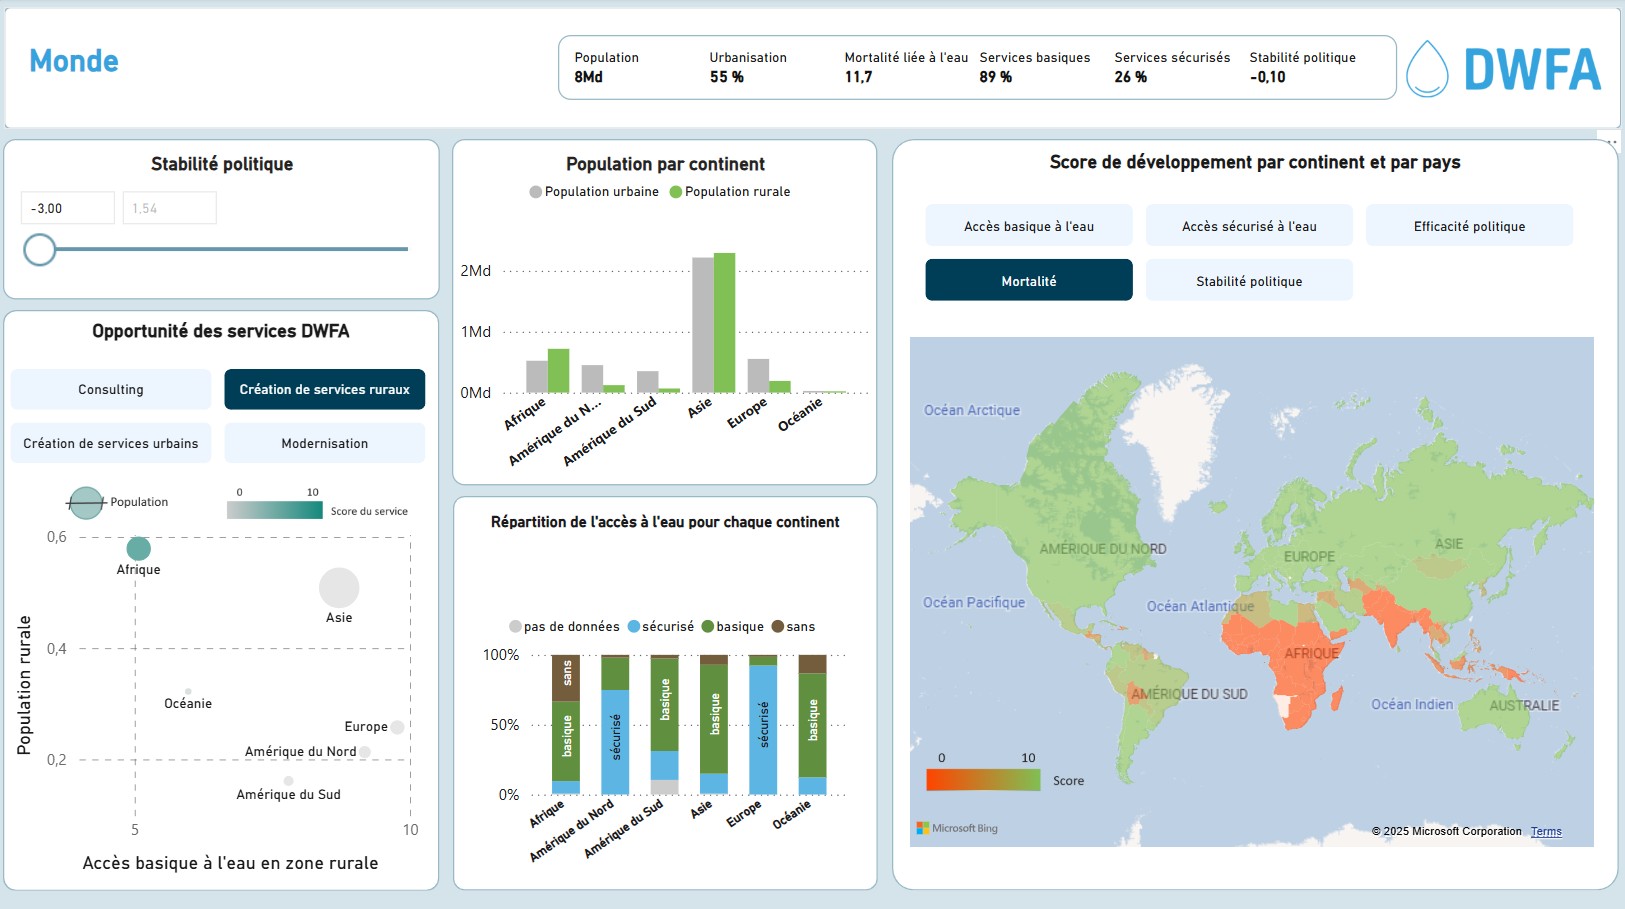 Monde
Population Urbanisation Mortalité liée à l'eau Services basiques Services sécurisés Stabilité politique
8Md 55 % 11,7 89 % 26 % -0,10
DWFA
Stabilité politique
-3,00 1,54
Opportunité des services DWFA
Consulting Création de services ruraux
Création de services urbains Modernisation
Population
0 10
Score du service
0,6
Afrique
Asie
0,4
Océanie
Europe
Amérique du Nord
0,2
Amérique du Sud
5 10
Population rurale
Accès basique à l'eau en zone rurale
Population par continent
Population urbaine Population rurale
2Md
1Md
0Md
Afrique Amérique du N... Amérique du Sud Asie Europe Océanie
Répartition de l'accès à l'eau pour chaque continent
pas de données sécurisé basique sans
100%
50%
0%
sans
basique sécurisé basique basique sécurisé basique
Afrique Amérique du Nord Amérique du Sud Asie Europe Océanie
Score de développement par continent et par pays
Accès basique à l'eau Accès sécurisé à l'eau Efficacité politique
Mortalité Stabilité politique
Océan Arctique
AMÉRIQUE DU NORD
EUROPE
ASIE
Océan Pacifique
Océan Atlantique
AFRIQUE
AMÉRIQUE DU SUD
Océan Indien
AUSTRALIE
0 10
Score
Microsoft Bing
© 2025 Microsoft Corporation Terms